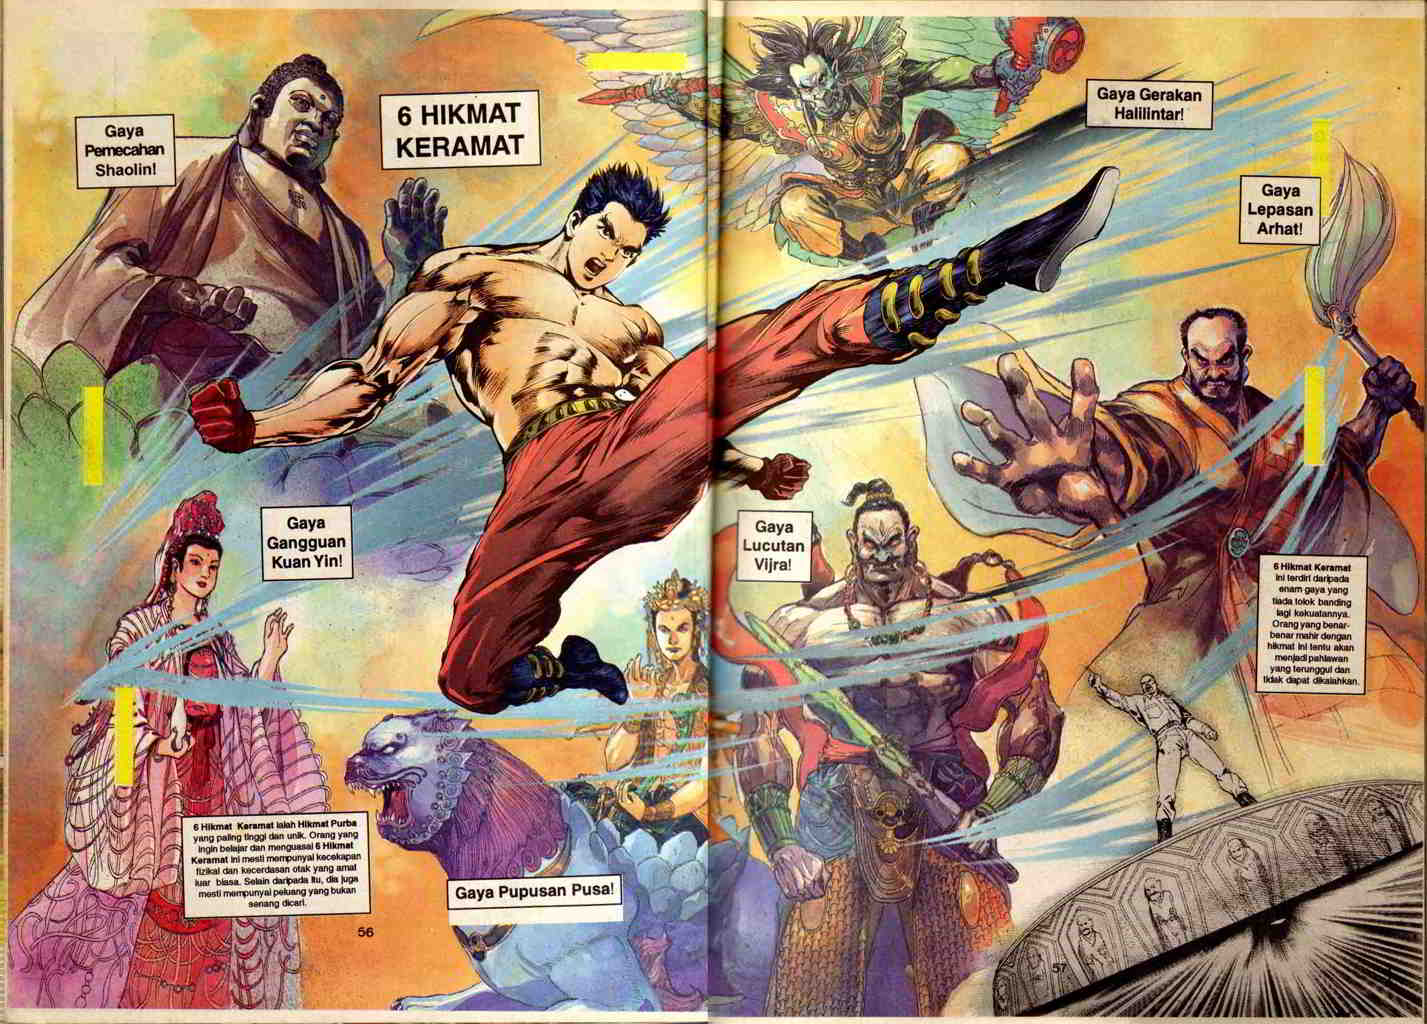 Gaya
Pemecahan
Shaolin!
6 HIKMAT
KERAMAT
Gaya Gerakan
Halilintar!
Gaya
Lepasan
Arhat!
Gaya
Gangguan
Kuan Yin!
Gaya
Lucutan
Vijra!
6 Hikmat Keramat
ini terdiri daripada
enam gaya yang
tiada tolok banding
lagi kekuatannya.
Orang yang benar-
benar mahir dengan
hikmat ini tentu akan
menjadi pahlawan
yang terunggul dan
tidak dapat dikalahkan.
6 Hikmat Keramat ialah Hikmat Purba
yang paling tinggi dan unik. Orang yang
ingin belajar dan menguasai 6 Hikmat
Keramat ini mesti mempunyai kecekapan
fizikal dan kecerdasan otak yang amat
luar biasa. Selain daripada itu, dia juga
mesti mempunyai peluang yang bukan
senang dicari.
Gaya Pupusan Pusa!
56
57